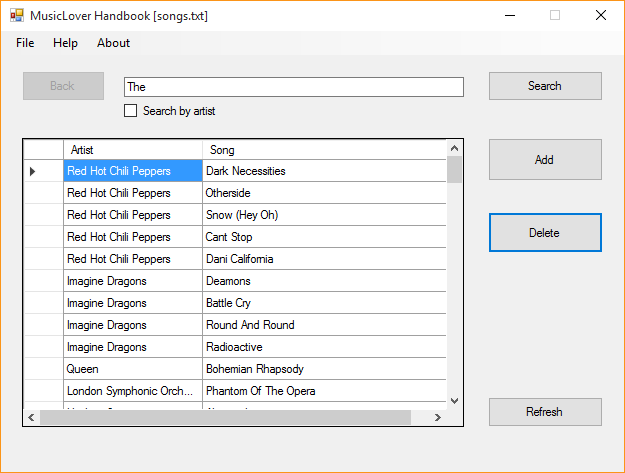 MusicLover Handbook [songs.txt]
File Help About
Back The Search
Search by artist
Artist Song
Red Hot Chili Peppers Dark Necessities
Add
Red Hot Chili Peppers Otherside
Red Hot Chili Peppers Snow (Hey Oh)
Red Hot Chili Peppers Cant Stop
Delete
Red Hot Chili Peppers Dani California
Imagine Dragons Deamons
Imagine Dragons Battle Cry
Imagine Dragons Round And Round
Imagine Dragons Radioactive
Queen Bohemian Rhapsody
London Symphonic Orch... Phantom Of The Opera
Refresh